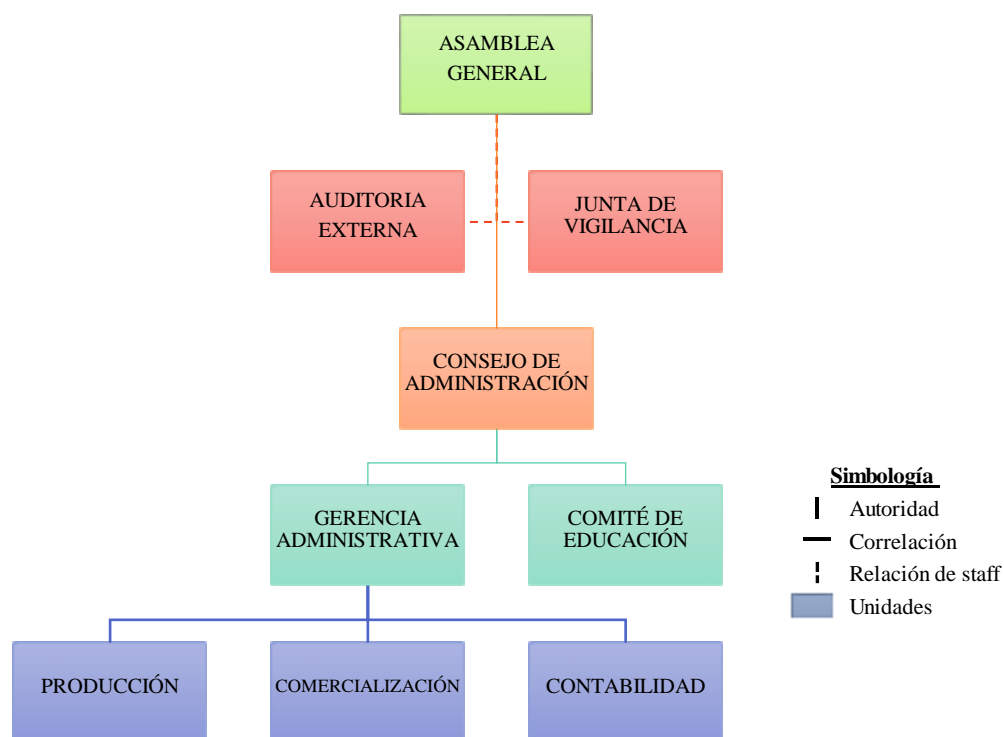 ASAMBLEA
GENERAL
AUDITORIA
EXTERNA
JUNTA DE
VIGILANCIA
CONSEJO DE
ADMINISTRACIÓN
GERENCIA
ADMINISTRATIVA
COMITÉ DE
EDUCACIÓN
PRODUCCIÓN
COMERCIALIZACIÓN
CONTABILIDAD
Simbología
Autoridad
Correlación
Relación de staff
Unidades